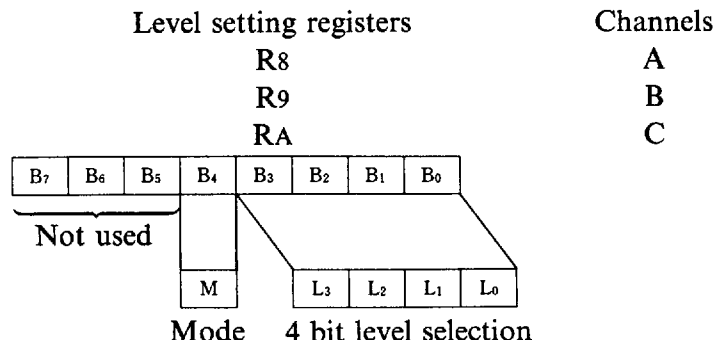 Level setting registers Channels
R8 A
R9 B
RA C
B7 B6 B5 B4 B3 B2 B1 B0
Not used
M L3 L2 L1 L0
Mode 4 bit level selection